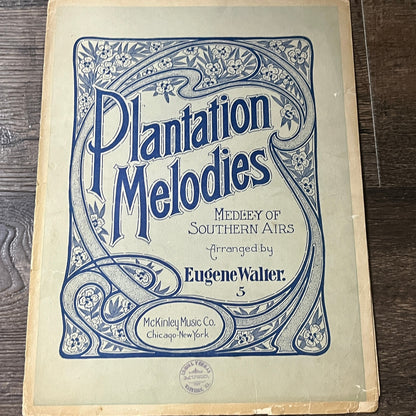 Plantation
Melodies
MEDLEY OF
SOUTHERN AIRS
Arranged by
Eugene Walter.
5
McKinley Music Co.
Chicago-New York